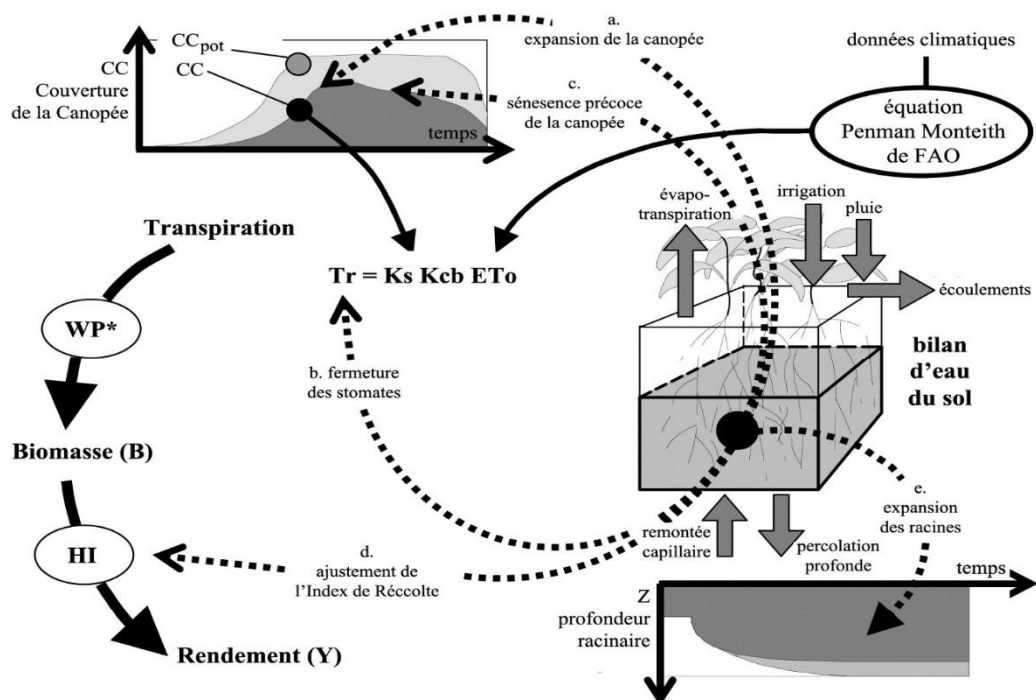 CCpot
CC
CC
Couverture
de la Canopée
temps
a.
expansion de la canopée
c.
sénesence précoce
de la canopée
données climatiques
équation
Penman Monteith
de FAO
évapo-
transpiration
irrigation
pluie
écoulements
Transpiration
Tr = Ks Kcb ETo
WP*
b. fermeture
des stomates
bilan
d'eau
du sol
Biomasse (B)
HI
d.
ajustement de
l'Index de Réccolte
remontée
capillaire
percolation
profonde
e.
expansion
des racines
temps
Z
profondeur
racinaire
Rendement (Y)